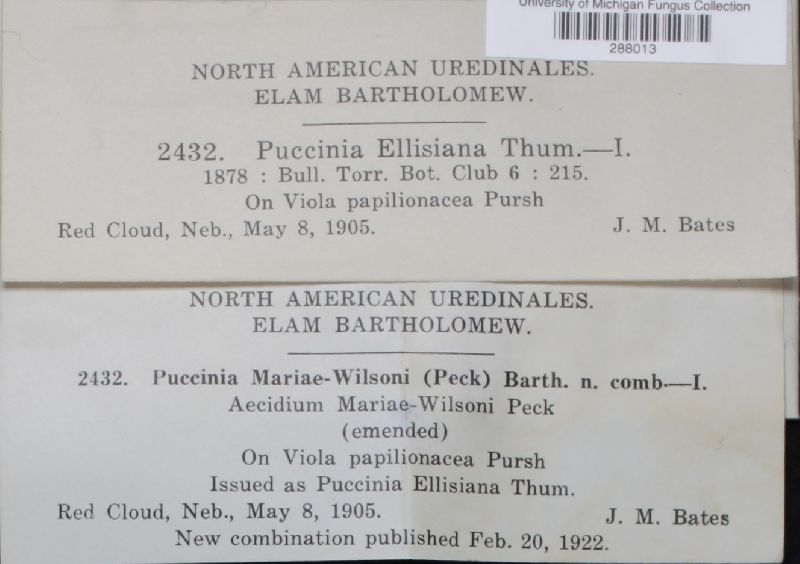 University of Michigan Fungus Collection
288013
NORTH AMERICAN UREDINALES.
ELAM BARTHOLOMEW.
2432. Puccinia Ellisiana Thum.—I.
1878 : Bull. Torr. Bot. Club 6 : 215.
On Viola papilionacea Pursh
Red Cloud, Neb., May 8, 1905. J. M. Bates
NORTH AMERICAN UREDINALES.
ELAM BARTHOLOMEW.
2432. Puccinia Mariae-Wilsoni (Peck) Barth. n. comb—I.
Aecidium Mariae-Wilsoni Peck
(emended)
On Viola papilionacea Pursh
Issued as Puccinia Ellisiana Thum.
Red Cloud, Neb., May 8, 1905. J. M. Bates
New combination published Feb. 20, 1922.